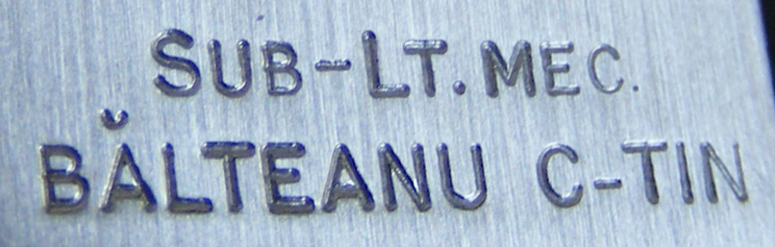 SUB-LT. MEC.
BĂLTEANU C-TIN